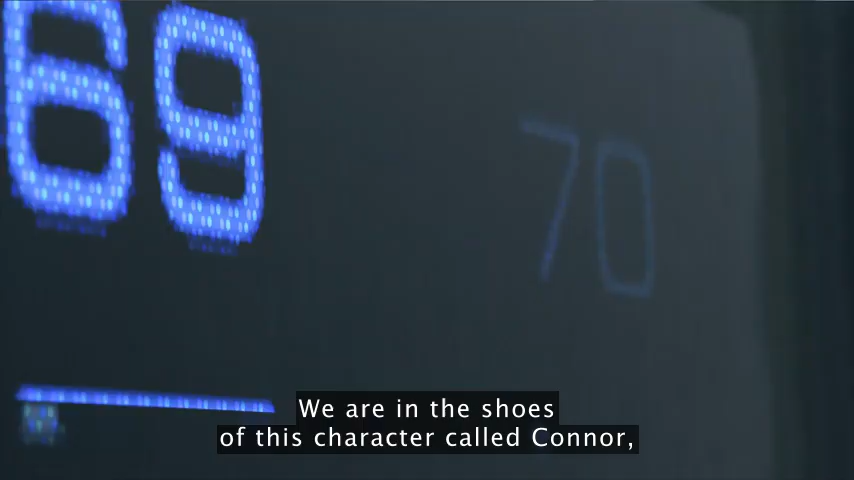 69 70
We are in the shoes
of this character called Connor,